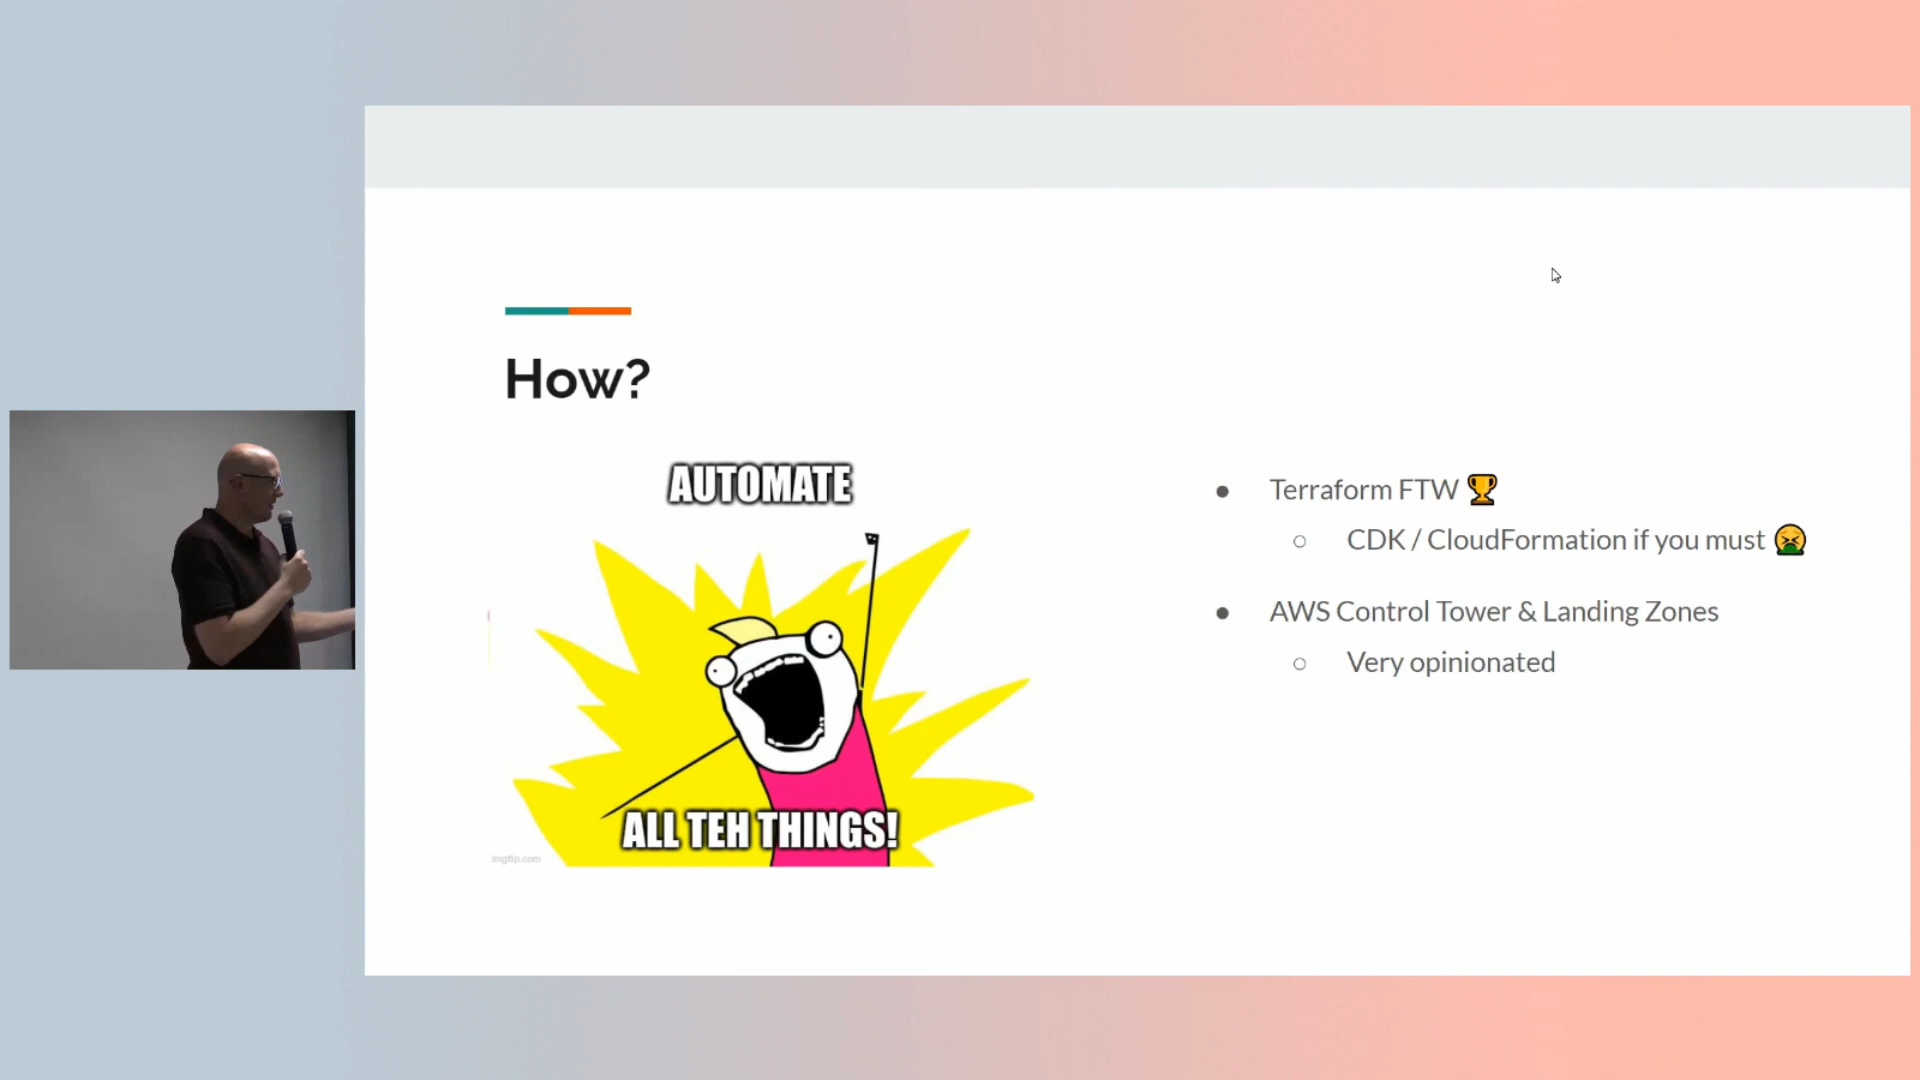 How?
AUTOMATE
ALL TEH THINGS!
imgflip.com
Terraform FTW 🏆
CDK / CloudFormation if you must 🤮
AWS Control Tower & Landing Zones
Very opinionated